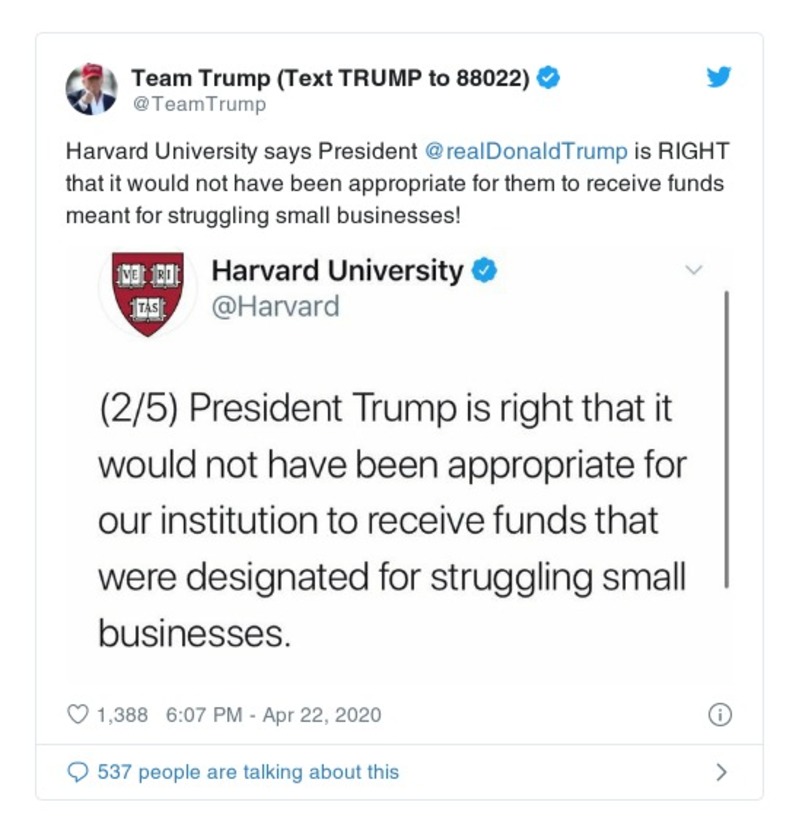 Team Trump (Text TRUMP to 88022)
@TeamTrump
Harvard University says President @realDonaldTrump is RIGHT
that it would not have been appropriate for them to receive funds
meant for struggling small businesses!
VE RI
TAS
Harvard University
@Harvard
(2/5) President Trump is right that it
would not have been appropriate for
our institution to receive funds that
were designated for struggling small
businesses.
1,388 6:07 PM - Apr 22, 2020
537 people are talking about this